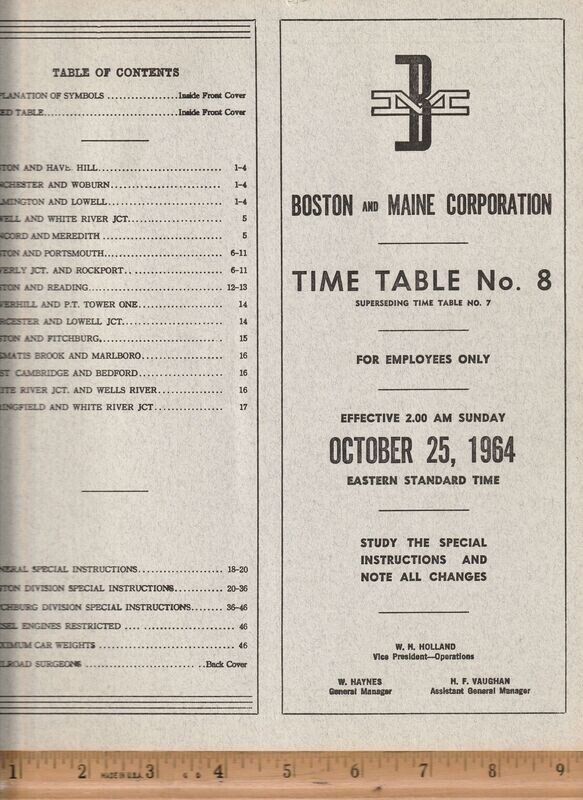 TABLE OF CONTENTS
PLANATION OF SYMBOLS ..................Inside Front Cover
ED TABLE..................................Inside Front Cover
TON AND HAVE. HILL............................... 1-4
CHESTER AND WOBURN............................ 1-4
MINGTON AND LOWELL............................. 1-4
ELL AND WHITE RIVER JCT........................ 5
CORD AND MEREDITH .............................. 5
TON AND PORTSMOUTH............................. 6-11
ERLY JCT. AND ROCKPORT......................... 6-11
TON AND READING.................................. 12-13
ERHILL AND P.T. TOWER ONE....................... 14
CESTER AND LOWELL JCT........................... 14
TON AND FITCHBURG................................ 15
MATIS BROOK AND MARLBORO....................... 16
ST CAMBRIDGE AND BEDFORD....................... 16
ITE RIVER JCT. AND WELLS RIVER................... 16
INGFIELD AND WHITE RIVER JCT.................... 17
NERAL SPECIAL INSTRUCTIONS..................... 18-20
TON DIVISION SPECIAL INSTRUCTIONS............ 20-36
CHBURG DIVISION SPECIAL INSTRUCTIONS....... 36-46
SEL ENGINES RESTRICTED ......................... 46
XIMUM CAR WEIGHTS .............................. 46
LROAD SURGEONS .............................Back Cover
BM
BOSTON AND MAINE CORPORATION
TIME TABLE No. 8
SUPERSEDING TIME TABLE NO. 7
FOR EMPLOYEES ONLY
EFFECTIVE 2.00 AM SUNDAY
OCTOBER 25, 1964
EASTERN STANDARD TIME
STUDY THE SPECIAL
INSTRUCTIONS AND
NOTE ALL CHANGES
W. H. HOLLAND
Vice President—Operations
W. HAYNES
General Manager
H. F. VAUGHAN
Assistant General Manager
1 2 MADE IN U.S.A. 3 4 5 6 7 8 9